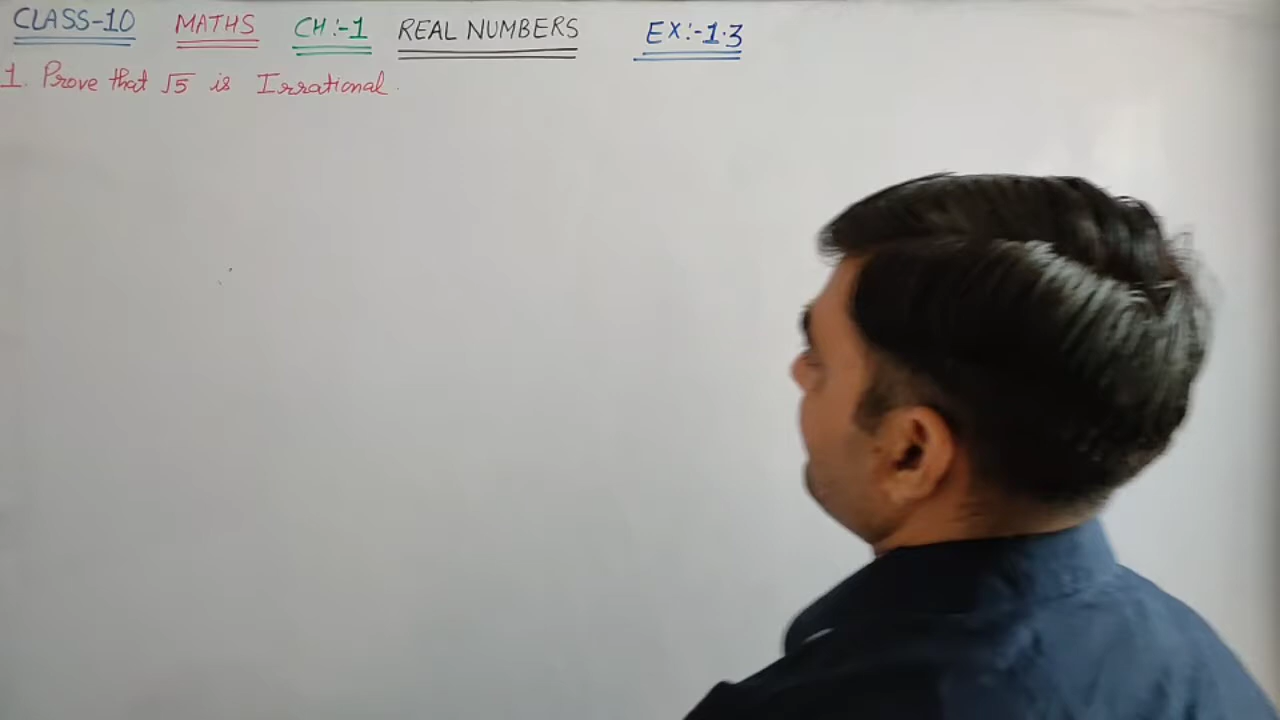 CLASS-10 MATHS CH:-1 REAL NUMBERS EX:-1.3
1. Prove that √5 is Irrational.